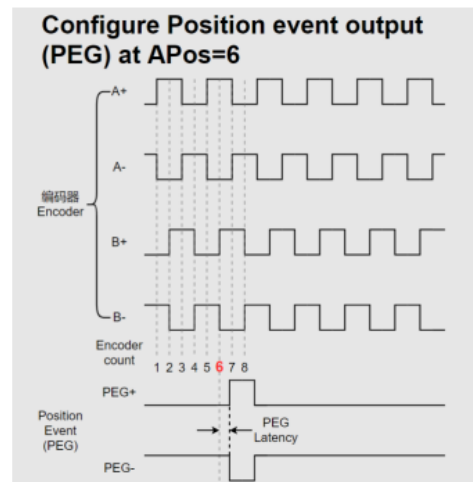 Configure Position event output
(PEG) at APos=6
A+
A-
编码器
Encoder
B+
B-
Encoder
count
1 2 3 4 5 6 7 8
PEG+
Position
Event
(PEG)
PEG
Latency
PEG-